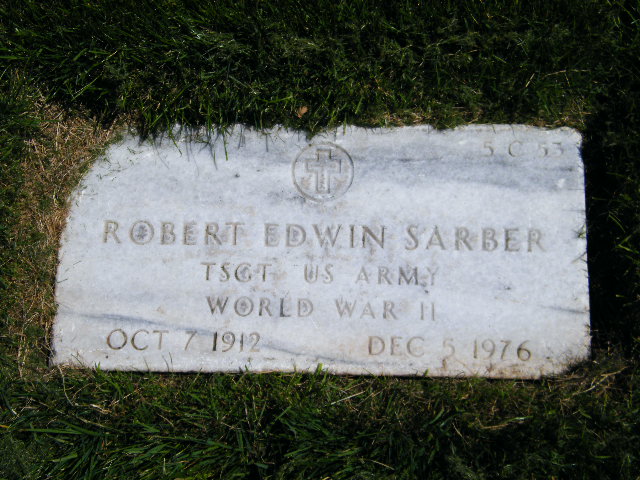 5 C 53
ROBERT EDWIN SARBER
TSGT US ARMY
WORLD WAR II
OCT 7 1912 DEC 5 1976